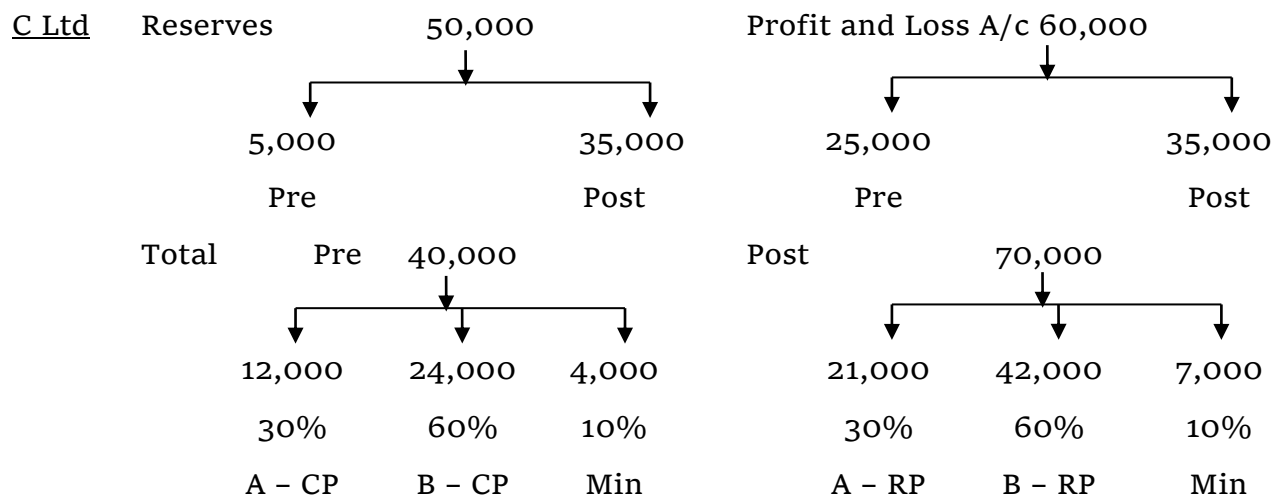 C Ltd Reserves 50,000 Profit and Loss A/c 60,000
5,000 35,000 25,000 35,000
Pre Post Pre Post
Total Pre 40,000 Post 70,000
12,000 24,000 4,000 21,000 42,000 7,000
30% 60% 10% 30% 60% 10%
A – CP B – CP Min A – RP B – RP Min